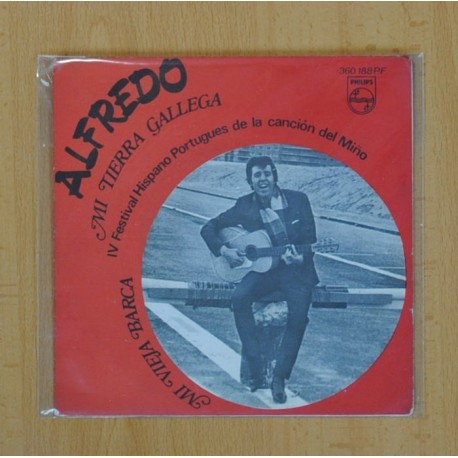 360 188 PF
PHILIPS
ALFREDO
MI TIERRA GALLEGA
IV Festival Hispano Portugues de la canción del Miño
MI VIEJA BARCA